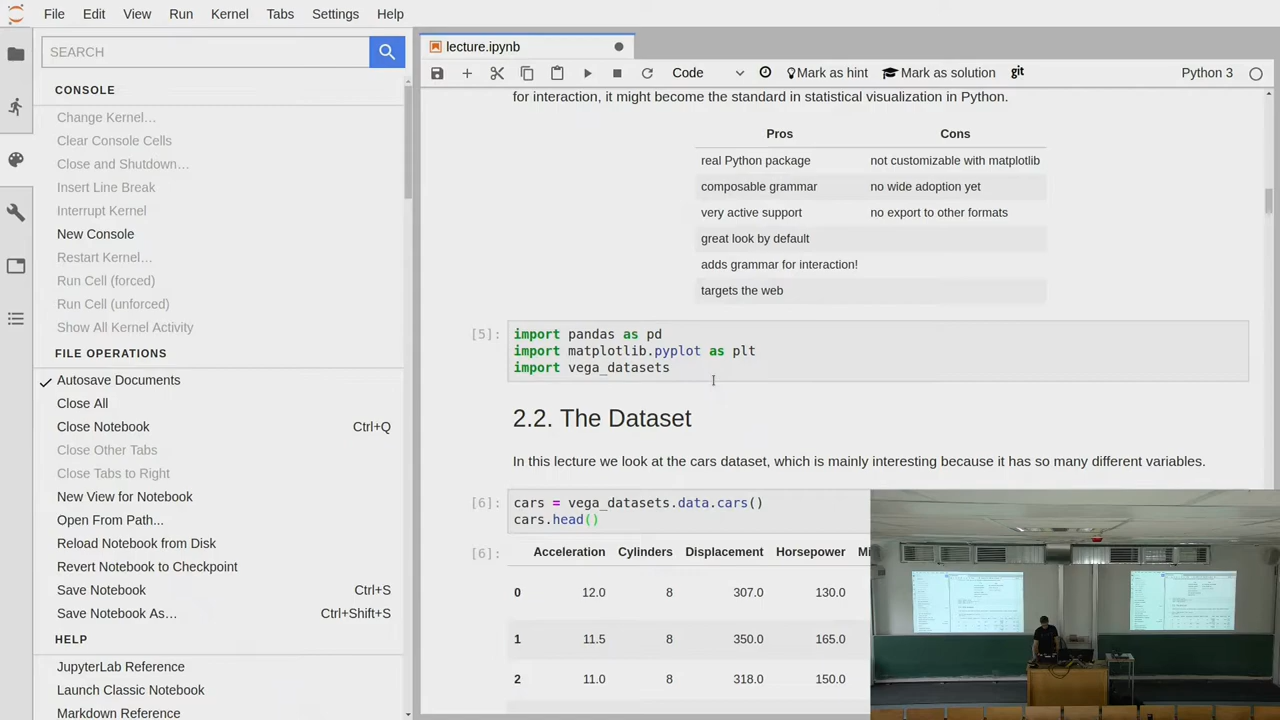 File Edit View Run Kernel Tabs Settings Help
SEARCH
CONSOLE
Change Kernel…
Clear Console Cells
Close and Shutdown…
Insert Line Break
Interrupt Kernel
New Console
Restart Kernel…
Run Cell (forced)
Run Cell (unforced)
Show All Kernel Activity
FILE OPERATIONS
Autosave Documents
Close All
Close Notebook Ctrl+Q
Close Other Tabs
Close Tabs to Right
New View for Notebook
Open From Path…
Reload Notebook from Disk
Revert Notebook to Checkpoint
Save Notebook Ctrl+S
Save Notebook As… Ctrl+Shift+S
HELP
JupyterLab Reference
Launch Classic Notebook
Markdown Reference
lecture.ipynb
Code Mark as hint Mark as solution git Python 3
for interaction, it might become the standard in statistical visualization in Python.
Pros Cons
real Python package not customizable with matplotlib
composable grammar no wide adoption yet
very active support no export to other formats
great look by default
adds grammar for interaction!
targets the web
[5]: import pandas as pd
import matplotlib.pyplot as plt
import vega_datasets
2.2. The Dataset
In this lecture we look at the cars dataset, which is mainly interesting because it has so many different variables.
[6]: cars = vega_datasets.data.cars()
cars.head()
[6]: Acceleration Cylinders Displacement Horsepower
0 12.0 8 307.0 130.0
1 11.5 8 350.0 165.0
2 11.0 8 318.0 150.0